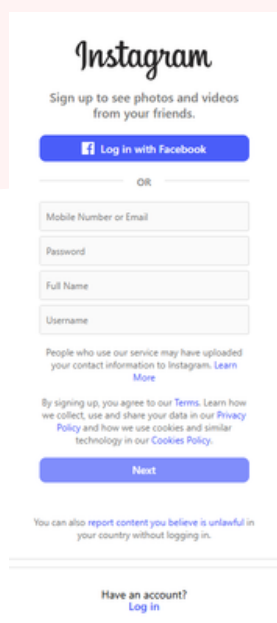 Instagram
Sign up to see photos and videos
from your friends.
Log in with Facebook
OR
Mobile Number or Email
Password
Full Name
Username
People who use our service may have uploaded
your contact information to Instagram. Learn
More
By signing up, you agree to our Terms. Learn how
we collect, use and share your data in our Privacy
Policy and how we use cookies and similar
technology in our Cookies Policy.
Next
You can also report content you believe is unlawful in
your country without logging in.
Have an account?
Log in